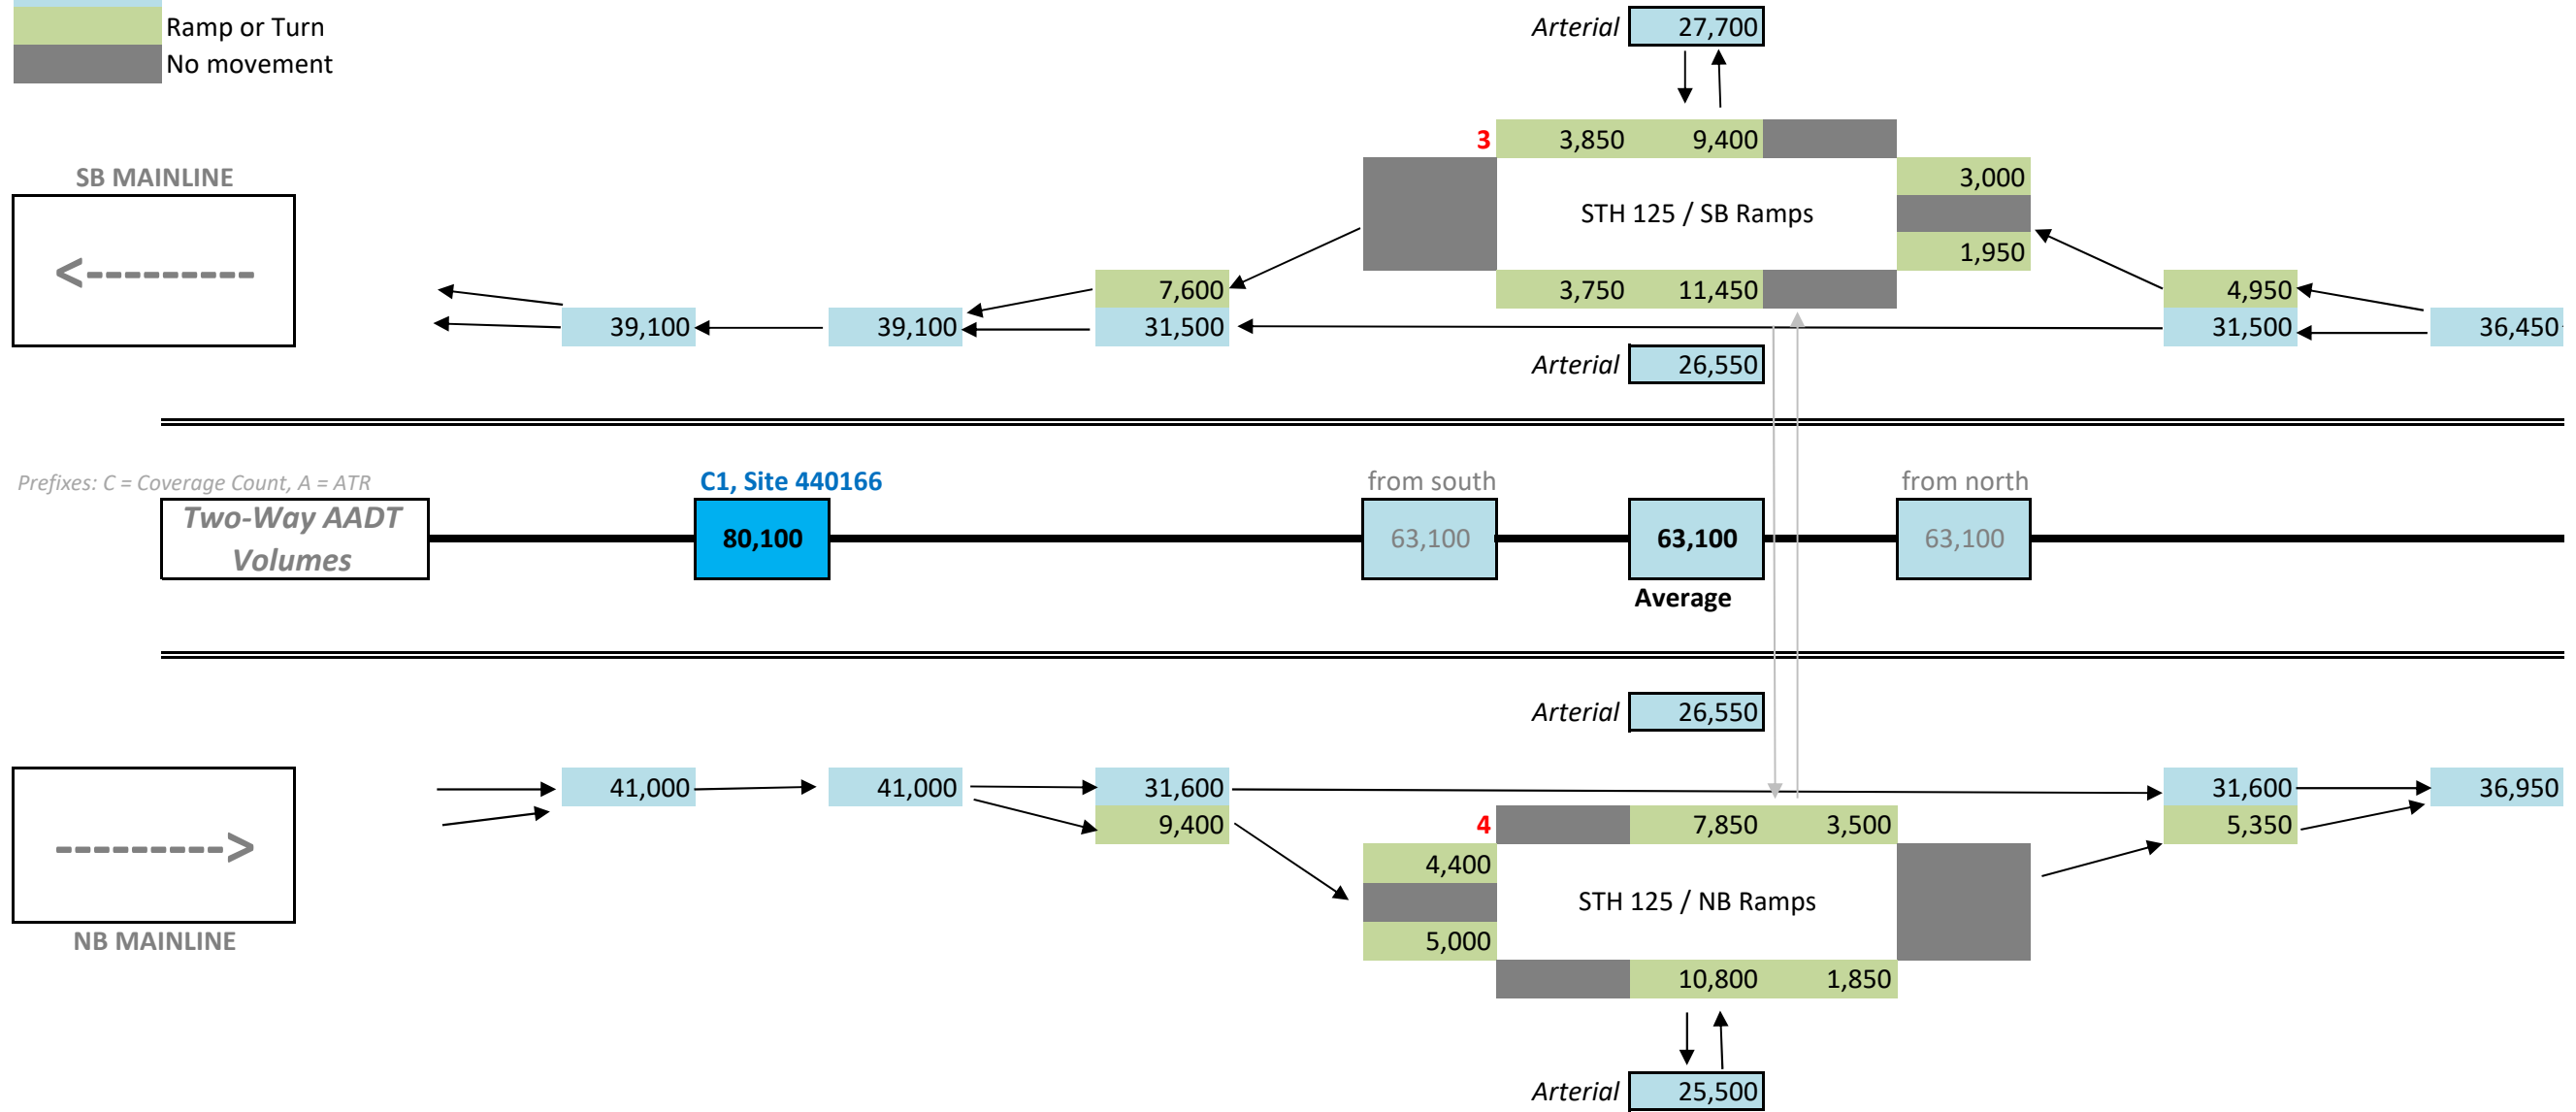 Ramp or Turn
No movement
Arterial 27,700
3 3,850 9,400
SB MAINLINE
3,000
STH 125 / SB Ramps
<---------
1,950
7,600 3,750 11,450 4,950
39,100 39,100 31,500 31,500 36,450
Arterial 26,550
Prefixes: C = Coverage Count, A = ATR
C1, Site 440166 from south from north
Two-Way AADT
Volumes
80,100 63,100 63,100 63,100
Average
Arterial 26,550
41,000 41,000 31,600 31,600 36,950
9,400 4 7,850 3,500 5,350
--------->
4,400
STH 125 / NB Ramps
NB MAINLINE
5,000
10,800 1,850
Arterial 25,500